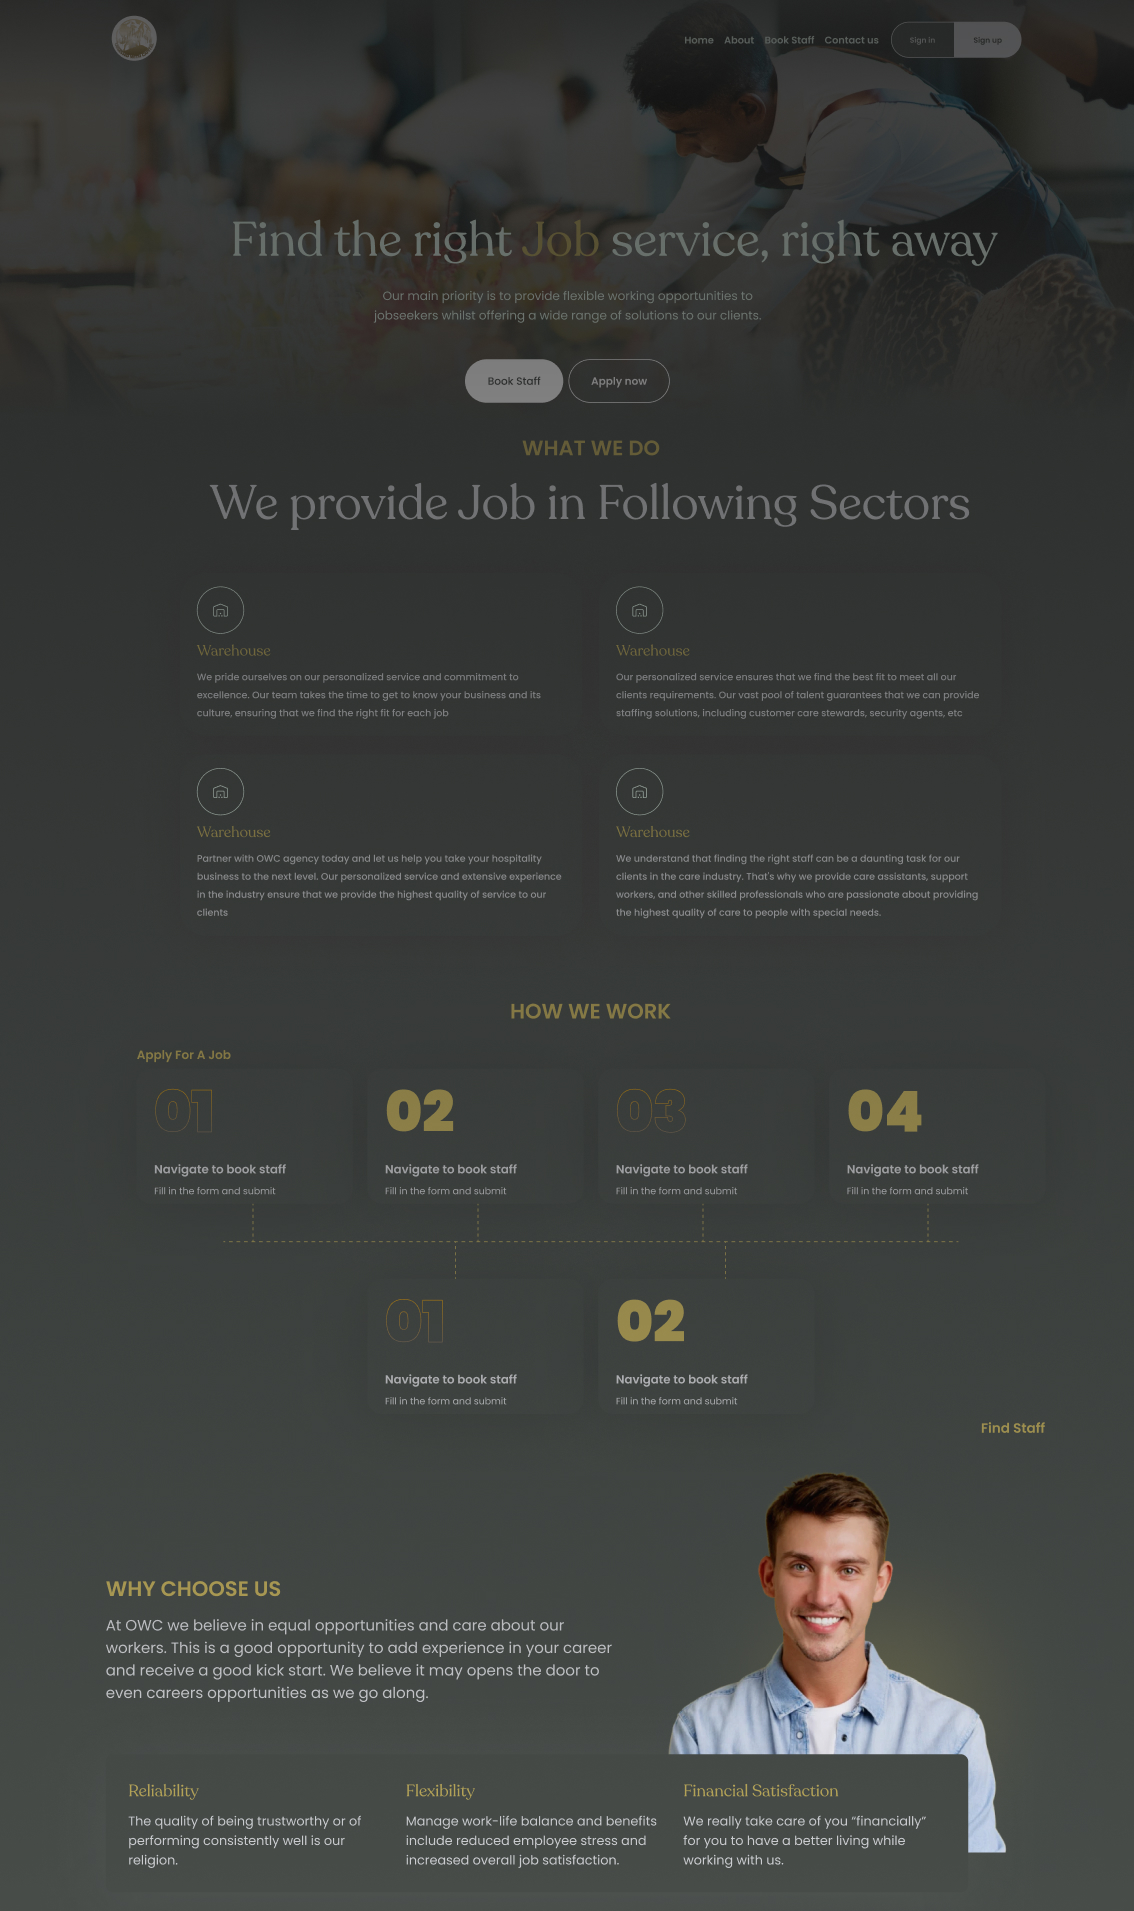 Home About Book Staff Contact us Sign in Sign up
Find the right Job service, right away
Our main priority is to provide flexible working opportunities to
jobseekers whilst offering a wide range of solutions to our clients.
Book Staff Apply now
WHAT WE DO
We provide Job in Following Sectors
Warehouse
We pride ourselves on our personalized service and commitment to
excellence. Our team takes the time to get to know your business and its
culture, ensuring that we find the right fit for each job
Warehouse
Our personalized service ensures that we find the best fit to meet all our
clients requirements. Our vast pool of talent guarantees that we can provide
staffing solutions, including customer care stewards, security agents, etc
Warehouse
Partner with OWC agency today and let us help you take your hospitality
business to the next level. Our personalized service and extensive experience
in the industry ensure that we provide the highest quality of service to our
clients
Warehouse
We understand that finding the right staff can be a daunting task for our
clients in the care industry. That's why we provide care assistants, support
workers, and other skilled professionals who are passionate about providing
the highest quality of care to people with special needs.
HOW WE WORK
Apply For A Job
01
Navigate to book staff
Fill in the form and submit
02
Navigate to book staff
Fill in the form and submit
03
Navigate to book staff
Fill in the form and submit
04
Navigate to book staff
Fill in the form and submit
01
Navigate to book staff
Fill in the form and submit
02
Navigate to book staff
Fill in the form and submit
Find Staff
WHY CHOOSE US
At OWC we believe in equal opportunities and care about our
workers. This is a good opportunity to add experience in your career
and receive a good kick start. We believe it may opens the door to
even careers opportunities as we go along.
Reliability
The quality of being trustworthy or of
performing consistently well is our
religion.
Flexibility
Manage work-life balance and benefits
include reduced employee stress and
increased overall job satisfaction.
Financial Satisfaction
We really take care of you “financially”
for you to have a better living while
working with us.